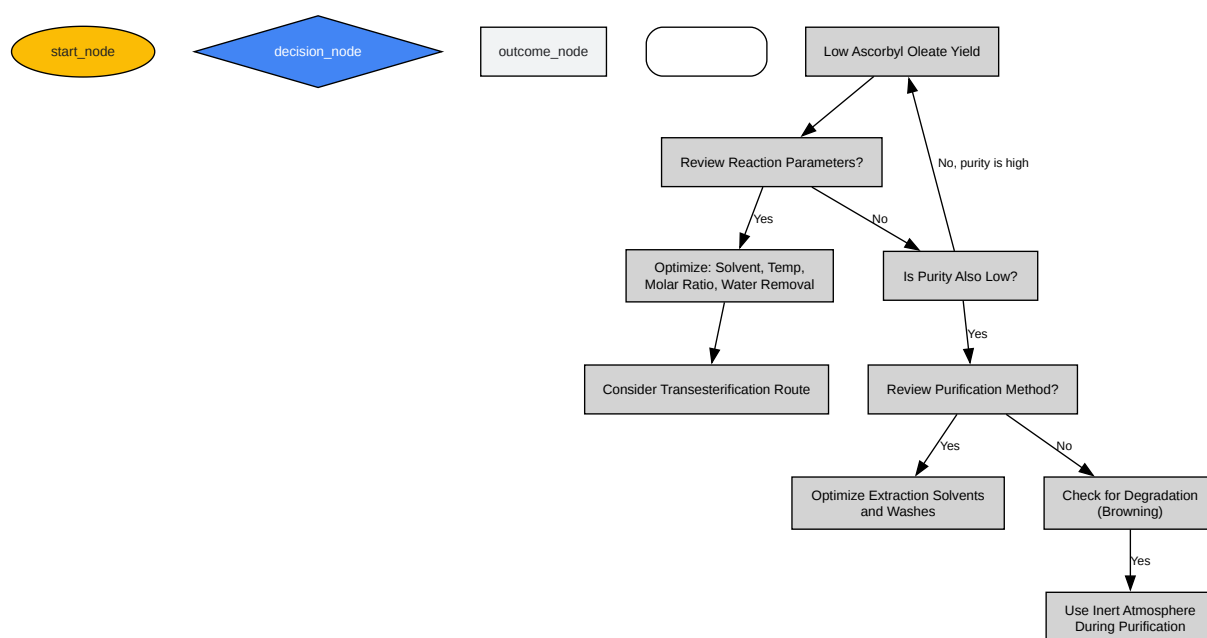 start_node
decision_node
outcome_node
Low Ascorbyl Oleate Yield
Review Reaction Parameters?
No, purity is high
Yes
No
Optimize: Solvent, Temp,
Molar Ratio, Water Removal
Is Purity Also Low?
Yes
Consider Transesterification Route
Review Purification Method?
Yes
No
Optimize Extraction Solvents
and Washes
Check for Degradation
(Browning)
Yes
Use Inert Atmosphere
During Purification